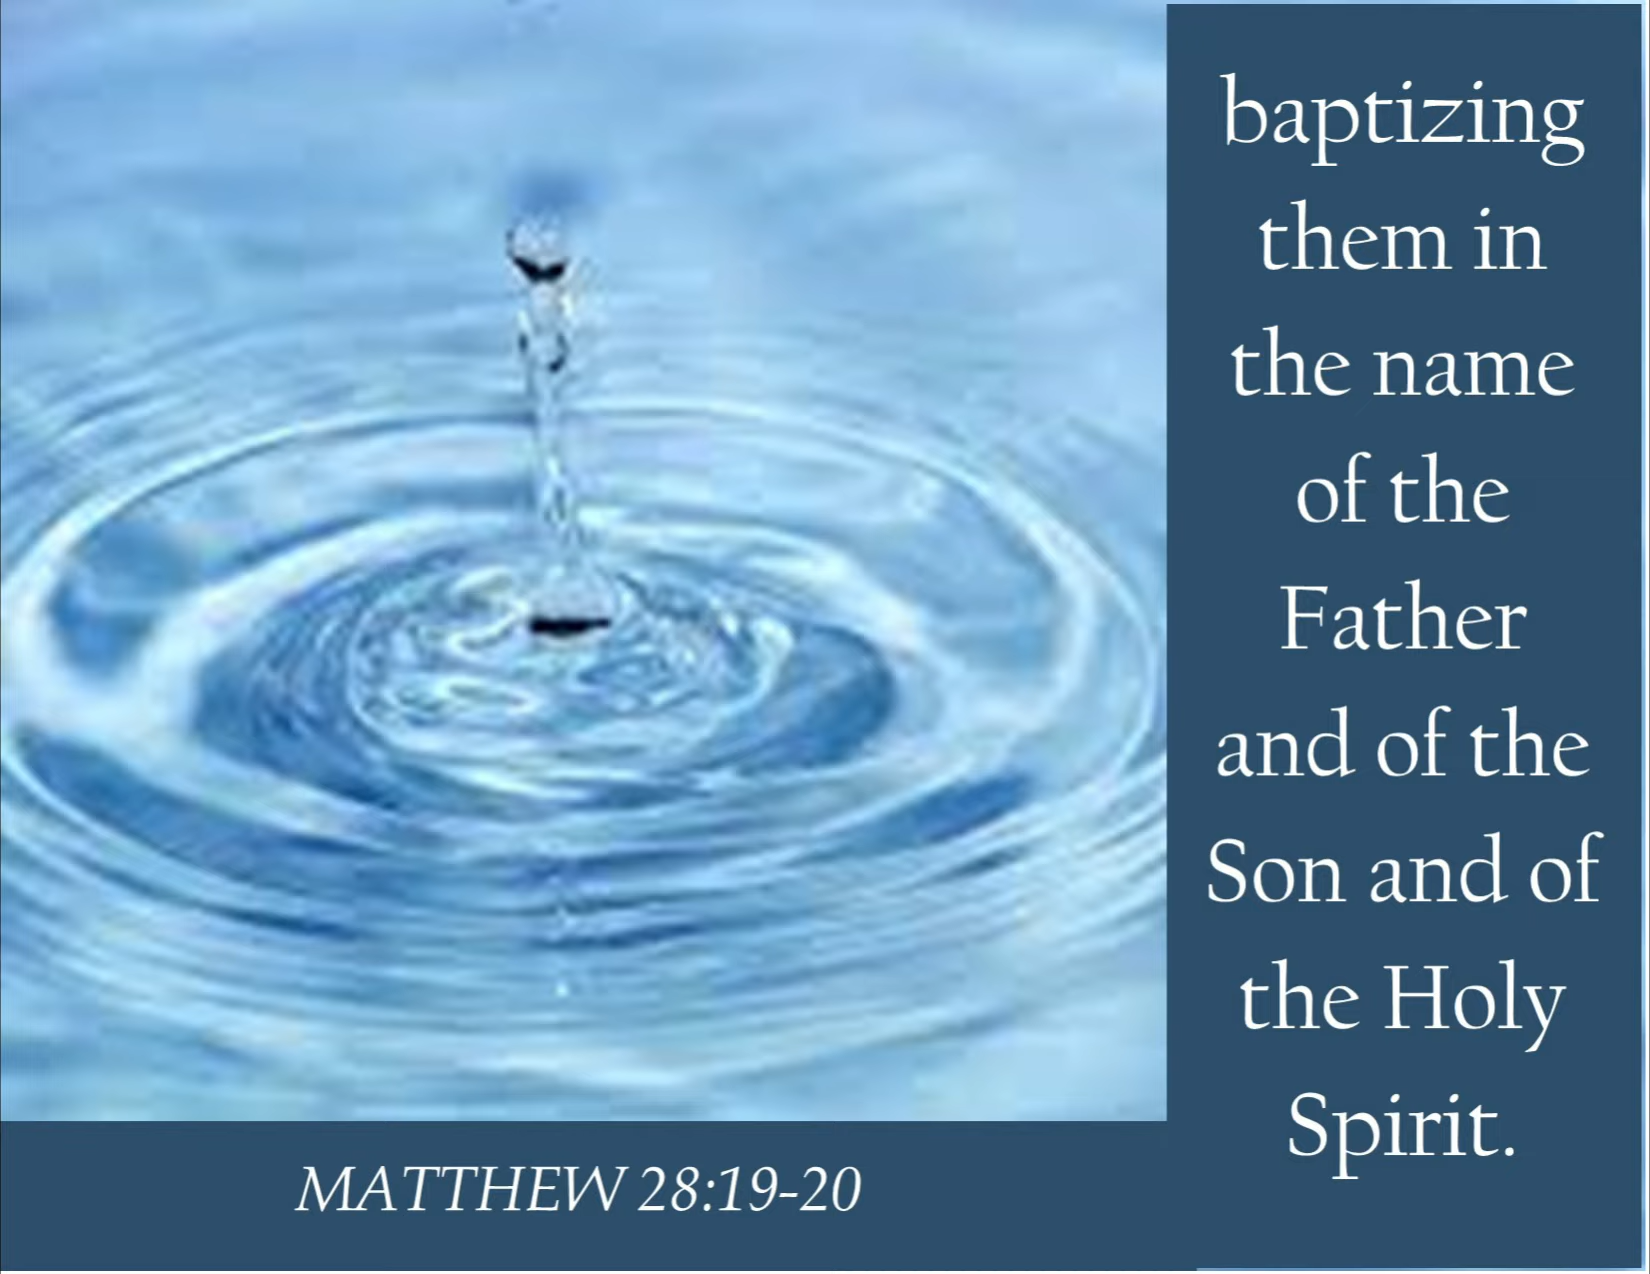 baptizing
them in
the name
of the
Father
and of the
Son and of
the Holy
Spirit.
MATTHEW 28:19-20